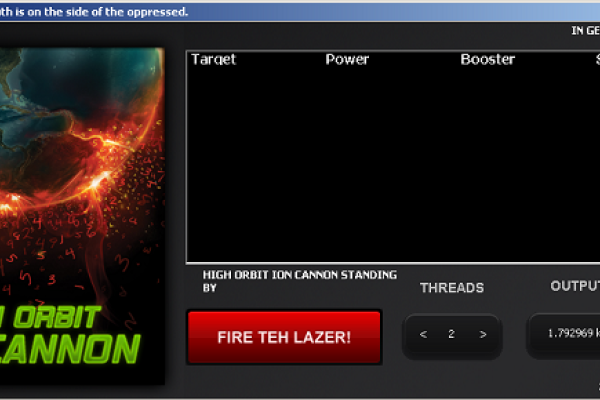 th is on the side of the oppressed.
IN GE
Target Power Booster S
HIGH ORBIT ION CANNON STANDING
BY
THREADS
OUTPUT
FIRE TEH LAZER!
< 2 >
1.792969 k
ORBIT
CANNON